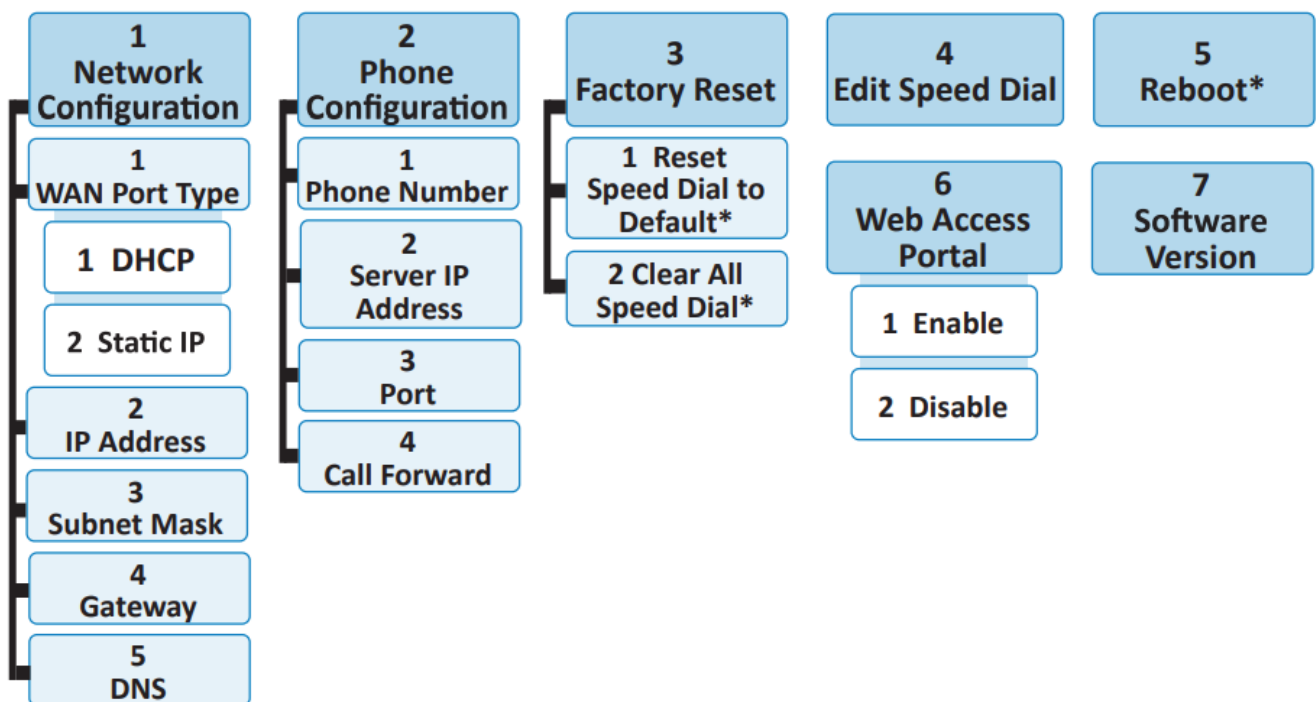 1
Network
Configuration
1
WAN Port Type
1 DHCP
2 Static IP
2
IP Address
3
Subnet Mask
4
Gateway
5
DNS
2
Phone
Configuration
1
Phone Number
2
Server IP
Address
3
Port
4
Call Forward
3
Factory Reset
1 Reset
Speed Dial to
Default*
2 Clear All
Speed Dial*
4
Edit Speed Dial
5
Reboot*
6
Web Access
Portal
1 Enable
2 Disable
7
Software
Version